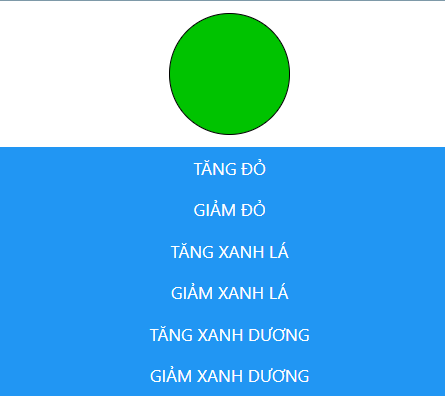 TĂNG ĐỎ
GIẢM ĐỎ
TĂNG XANH LÁ
GIẢM XANH LÁ
TĂNG XANH DƯƠNG
GIẢM XANH DƯƠNG